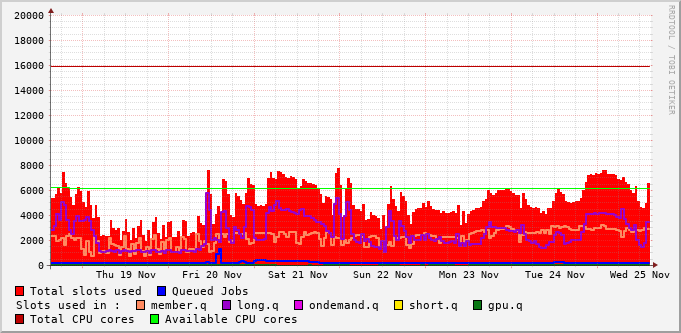 20000
18000
16000
14000
12000
10000
8000
6000
4000
2000
0
Thu 19 Nov Fri 20 Nov Sat 21 Nov Sun 22 Nov Mon 23 Nov Tue 24 Nov Wed 25 Nov
RRDTOOL / TOBI OETIKER
Total slots used Queued Jobs
Slots used in : member.q long.q ondemand.q short.q gpu.q
Total CPU cores Available CPU cores